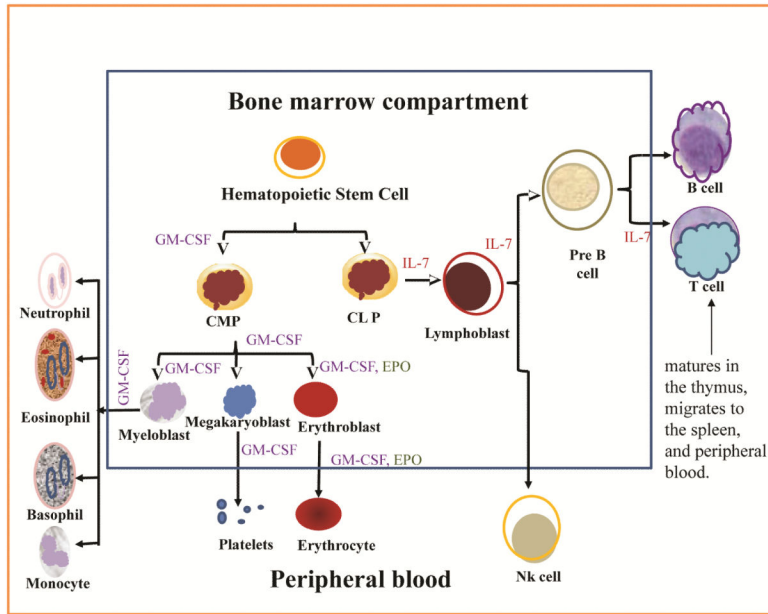 Bone marrow compartment
Hematopoietic Stem Cell
GM-CSF
CMP
CL P
IL-7
Lymphoblast
IL-7
Pre B
cell
IL-7
B cell
T cell
matures in
the thymus,
migrates to
the spleen,
and peripheral
blood.
GM-CSF
GM-CSF
GM-CSF, EPO
Myeloblast
Megakaryoblast
Erythroblast
GM-CSF
Neutrophil
Eosinophil
Basophil
Monocyte
GM-CSF
GM-CSF, EPO
Platelets
Erythrocyte
Nk cell
Peripheral blood